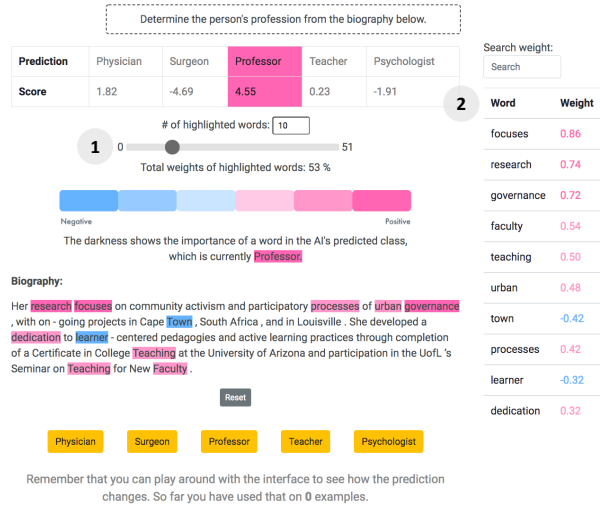 Determine the person's profession from the biography below.
Prediction Physician Surgeon Professor Teacher Psychologist
Score 1.82 -4.69 4.55 0.23 -1.91
# of highlighted words: 10
1 0 51
Total weights of highlighted words: 53 %
Negative Positive
The darkness shows the importance of a word in the AI's predicted class,
which is currently Professor.
Biography:
Her research focuses on community activism and participatory processes of urban governance
, with on - going projects in Cape Town , South Africa , and in Louisville . She developed a
dedication to learner - centered pedagogies and active learning practices through completion
of a Certificate in College Teaching at the University of Arizona and participation in the UofL 's
Seminar on Teaching for New Faculty .
Reset
Physician Surgeon Professor Teacher Psychologist
Remember that you can play around with the interface to see how the prediction
changes. So far you have used that on 0 examples.
Search weight:
Search
2 Word Weight
focuses 0.86
research 0.74
governance 0.72
faculty 0.54
teaching 0.50
urban 0.48
town -0.42
processes 0.42
learner -0.32
dedication 0.32